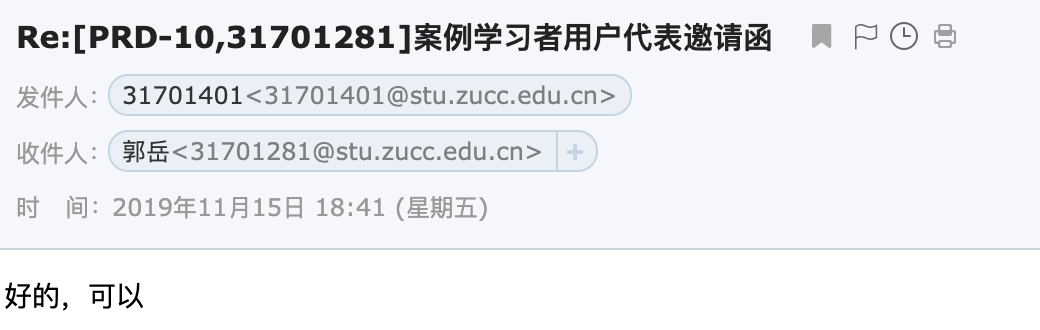 Re:[PRD-10,31701281]案例学习者用户代表邀请函
发件人：31701401<31701401@stu.zucc.edu.cn>
收件人：郭岳<31701281@stu.zucc.edu.cn> +
时 间：2019年11月15日 18:41 (星期五)
好的，可以